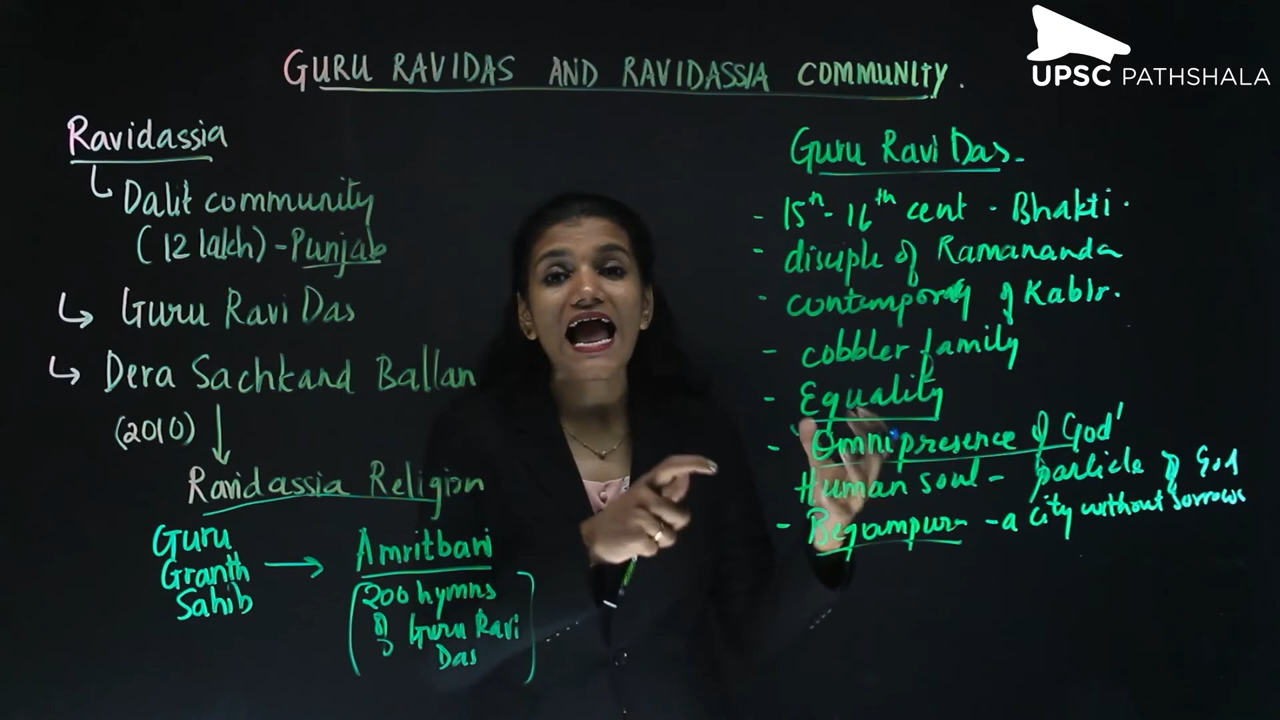 UPSC PATHSHALA
GURU RAVIDAS AND RAVIDASSIA COMMUNITY.
Ravidassia
↳ Dalit community
(12 lakh) - Punjab
↳ Guru Ravi Das
↳ Dera Sachkand Ballan
(2010)
Ravidassia Religion
Guru
Granth
Sahib
→ Amritbani
(200 hymns
of Guru Ravi
Das)
Guru Ravi Das -
- 15th - 16th cent - Bhakti.
- disciple of Ramananda
- contemporary of Kabir.
- cobbler family
- Equality
- 'Omnipresence of God'
Human soul - particle of God
- Begampura - a city without sorrows